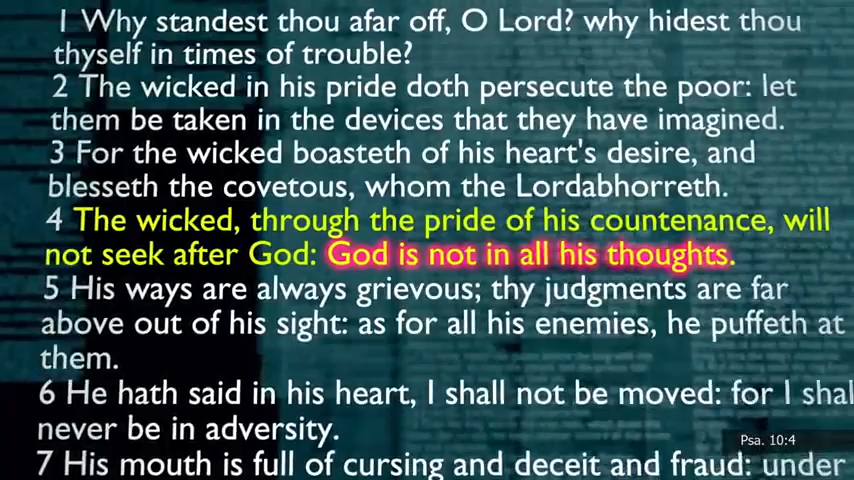 1 Why standest thou afar off, O Lord? why hidest thou
thyself in times of trouble?
2 The wicked in his pride doth persecute the poor: let
them be taken in the devices that they have imagined.
3 For the wicked boasteth of his heart's desire, and
blesseth the covetous, whom the Lordabhorreth.
4 The wicked, through the pride of his countenance, will
not seek after God: God is not in all his thoughts.
5 His ways are always grievous; thy judgments are far
above out of his sight: as for all his enemies, he puffeth at
them.
6 He hath said in his heart, I shall not be moved: for I shal
never be in adversity.
7 His mouth is full of cursing and deceit and fraud: under
Psa. 10:4